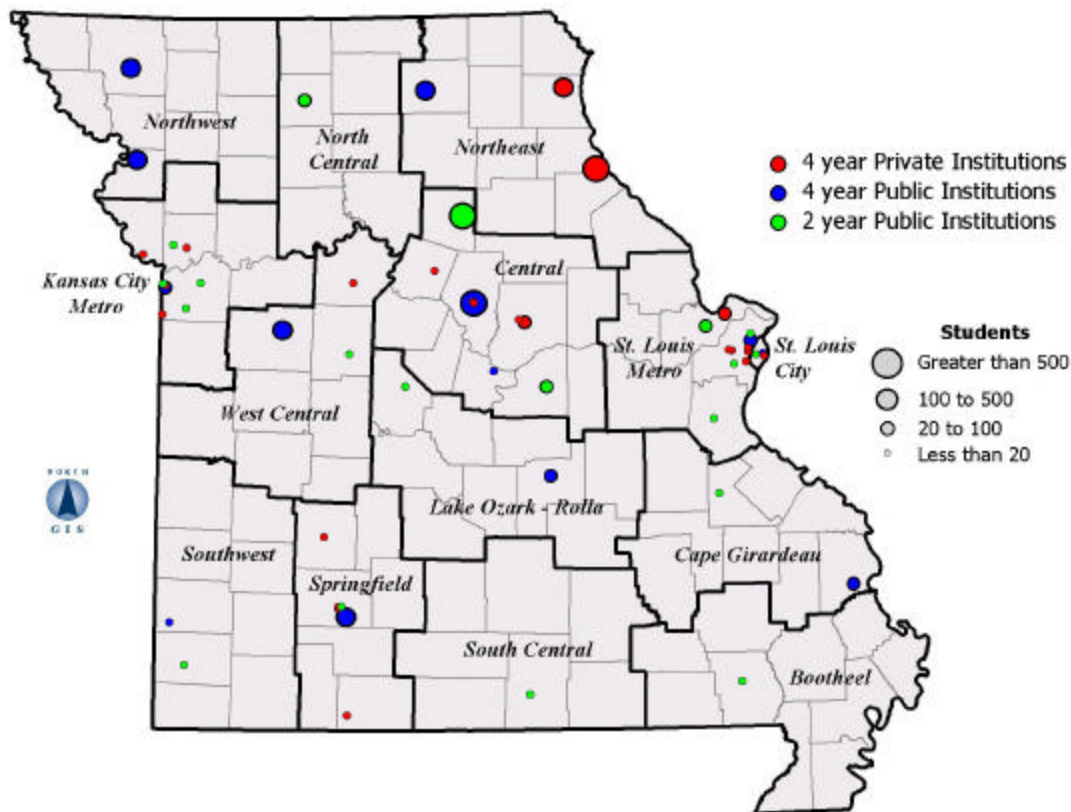 Northwest
North
Central
Northeast
4 year Private Institutions
4 year Public Institutions
2 year Public Institutions
Kansas City
Metro
Central
St. Louis
Metro
St. Louis
City
Students
Greater than 500
100 to 500
20 to 100
Less than 20
West Central
GIS
Lake Ozark - Rolla
Southwest
Springfield
Cape Girardeau
South Central
Bootheel